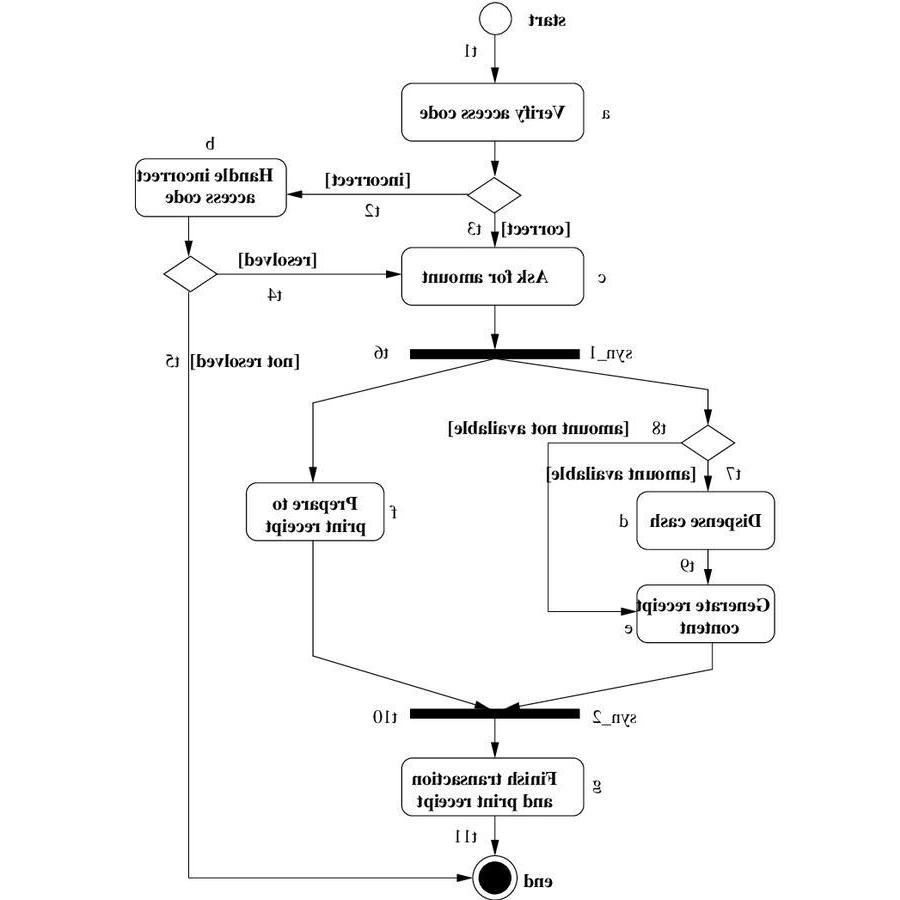 start
t1
Verify access code
a
b
Handle incorrect
access code
[incorrect]
t2
t3
[correct]
[resolved]
t4
Ask for amount
c
t5
[not resolved]
t6
syn_1
[amount not available]
t8
[amount available]
t7
Prepare to
print receipt
f
Dispense cash
d
t9
Generate receipt
content
e
t10
syn_2
Finish transaction
and print receipt
g
t11
end